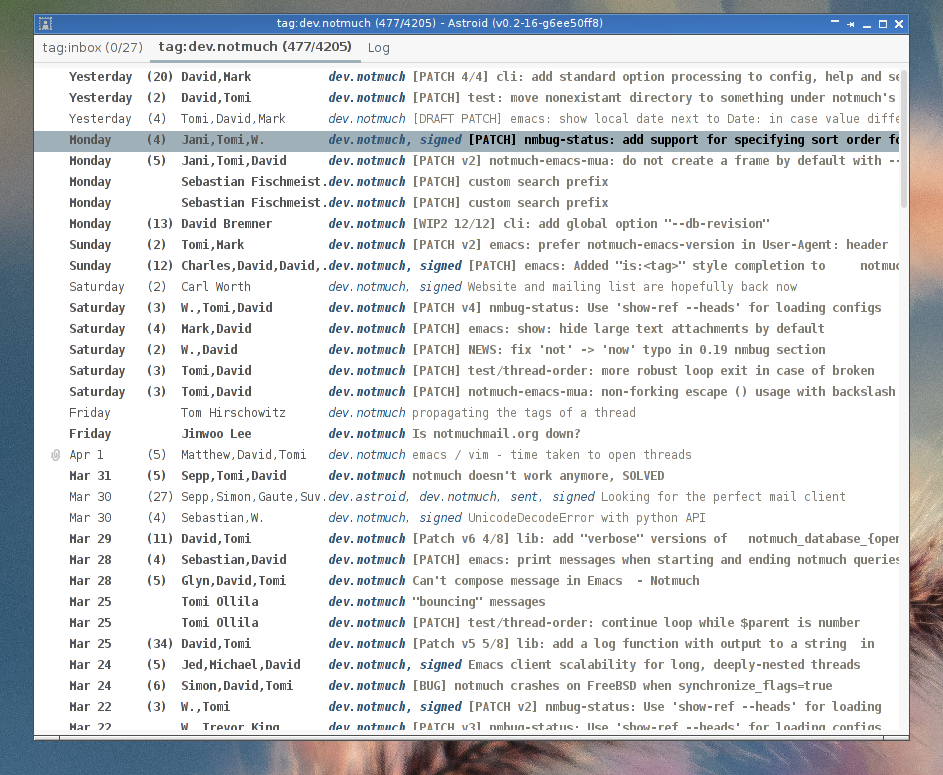 tag:dev.notmuch (477/4205) - Astroid (v0.2-16-g6ee50ff8)
tag:inbox (0/27) tag:dev.notmuch (477/4205) Log
Yesterday (20) David,Mark dev.notmuch [PATCH 4/4] cli: add standard option processing to config, help and se
Yesterday (2) David,Tomi dev.notmuch [PATCH] test: move nonexistant directory to something under notmuch's
Yesterday (4) Tomi,David,Mark dev.notmuch [DRAFT PATCH] emacs: show local date next to Date: in case value diffe
Monday (4) Jani,Tomi,W. dev.notmuch, signed [PATCH] nmbug-status: add support for specifying sort order fo
Monday (5) Jani,Tomi,David dev.notmuch [PATCH v2] notmuch-emacs-mua: do not create a frame by default with --
Monday Sebastian Fischmeist. dev.notmuch [PATCH] custom search prefix
Monday Sebastian Fischmeist. dev.notmuch [PATCH] custom search prefix
Monday (13) David Bremner dev.notmuch [WIP2 12/12] cli: add global option "--db-revision"
Sunday (2) Tomi,Mark dev.notmuch [PATCH v2] emacs: prefer notmuch-emacs-version in User-Agent: header
Sunday (12) Charles,David,David,. dev.notmuch, signed [PATCH] emacs: Added "is:<tag>" style completion to notmuc
Saturday (2) Carl Worth dev.notmuch, signed Website and mailing list are hopefully back now
Saturday (3) W.,Tomi,David dev.notmuch [PATCH v4] nmbug-status: Use 'show-ref --heads' for loading configs
Saturday (4) Mark,David dev.notmuch [PATCH] emacs: show: hide large text attachments by default
Saturday (2) W.,David dev.notmuch [PATCH] NEWS: fix 'not' -> 'now' typo in 0.19 nmbug section
Saturday (3) Tomi,David dev.notmuch [PATCH] test/thread-order: more robust loop exit in case of broken
Saturday (3) Tomi,David dev.notmuch [PATCH] notmuch-emacs-mua: non-forking escape () usage with backslash
Friday Tom Hirschowitz dev.notmuch propagating the tags of a thread
Friday Jinwoo Lee dev.notmuch Is notmuchmail.org down?
Apr 1 (5) Matthew,David,Tomi dev.notmuch emacs / vim - time taken to open threads
Mar 31 (5) Sepp,Tomi,David dev.notmuch notmuch doesn't work anymore, SOLVED
Mar 30 (27) Sepp,Simon,Gaute,Suv. dev.astroid, dev.notmuch, sent, signed Looking for the perfect mail client
Mar 30 (4) Sebastian,W. dev.notmuch, signed UnicodeDecodeError with python API
Mar 29 (11) David,Tomi dev.notmuch [Patch v6 4/8] lib: add "verbose" versions of notmuch_database_{open
Mar 28 (4) Sebastian,David dev.notmuch [PATCH] emacs: print messages when starting and ending notmuch queries
Mar 28 (5) Glyn,David,Tomi dev.notmuch Can't compose message in Emacs - Notmuch
Mar 25 Tomi Ollila dev.notmuch "bouncing" messages
Mar 25 Tomi Ollila dev.notmuch [PATCH] test/thread-order: continue loop while $parent is number
Mar 25 (34) David,Tomi dev.notmuch [Patch v5 5/8] lib: add a log function with output to a string in
Mar 24 (5) Jed,Michael,David dev.notmuch, signed Emacs client scalability for long, deeply-nested threads
Mar 24 (6) Simon,David,Tomi dev.notmuch [BUG] notmuch crashes on FreeBSD when synchronize_flags=true
Mar 22 (3) W.,Tomi dev.notmuch, signed [PATCH v2] nmbug-status: Use 'show-ref --heads' for loading
Mar 22 W. Trevor King dev.notmuch [PATCH v3] nmbug-status: Use 'show-ref --heads' for loading configs